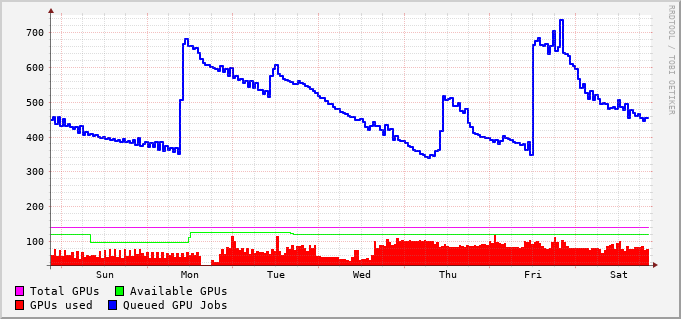 RRDTOOL / TOBI OETIKER
700
600
500
400
300
200
100
Sun Mon Tue Wed Thu Fri Sat
Total GPUs Available GPUs
GPUs used Queued GPU Jobs